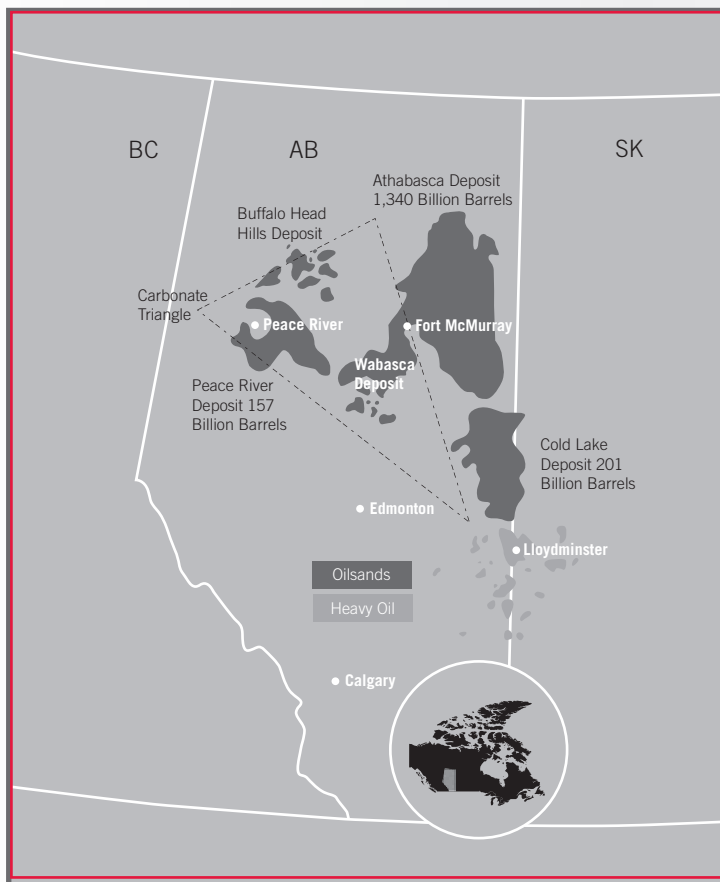 BC
AB
SK
Athabasca Deposit
1,340 Billion Barrels
Buffalo Head
Hills Deposit
Carbonate
Triangle
Peace River
Fort McMurray
Wabasca
Deposit
Peace River
Deposit 157
Billion Barrels
Cold Lake
Deposit 201
Billion Barrels
Edmonton
Lloydminster
Oilsands
Heavy Oil
Calgary